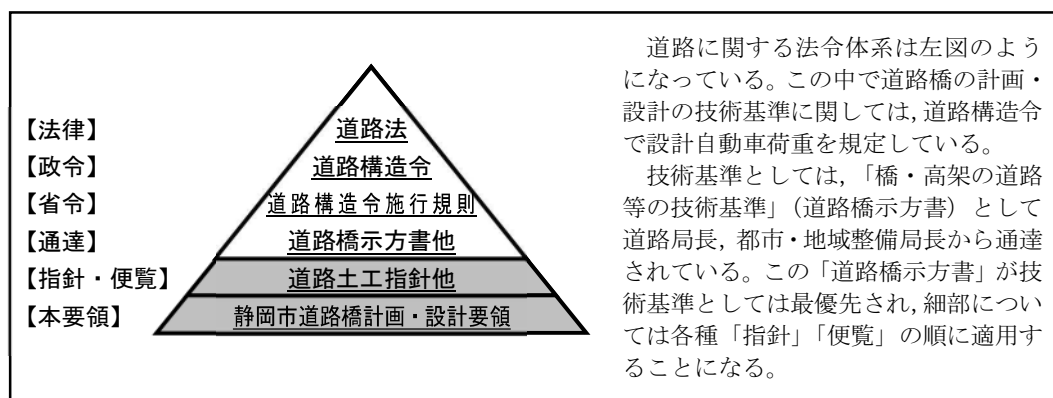 【法律】 道路法
【政令】 道路構造令
【省令】 道路構造令施行規則
【通達】 道路橋示方書他
【指針・便覧】 道路土工指針他
【本要領】 静岡市道路橋計画・設計要領
道路に関する法令体系は左図のよう
になっている。この中で道路橋の計画・
設計の技術基準に関しては,道路構造令
で設計自動車荷重を規定している。
技術基準としては,「橋・高架の道路
等の技術基準」(道路橋示方書)として
道路局長,都市・地域整備局長から通達
されている。この「道路橋示方書」が技
術基準としては最優先され,細部につい
ては各種「指針」「便覧」の順に適用す
ることになる。